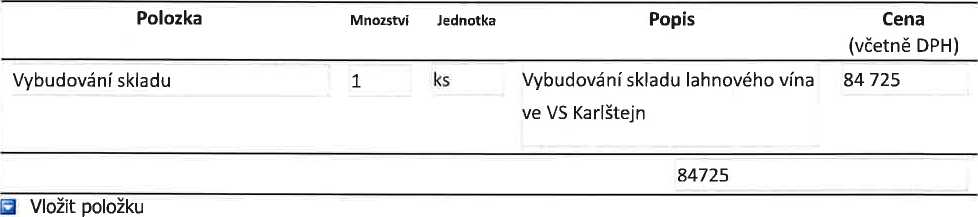 Polozka Mnozstvi Jednotka Popis Cena
(včetně DPH)
Vybudování skladu 1 ks Vybudování skladu lahnového vína 84 725
ve VS Karlštejn
84725
Vložit položku